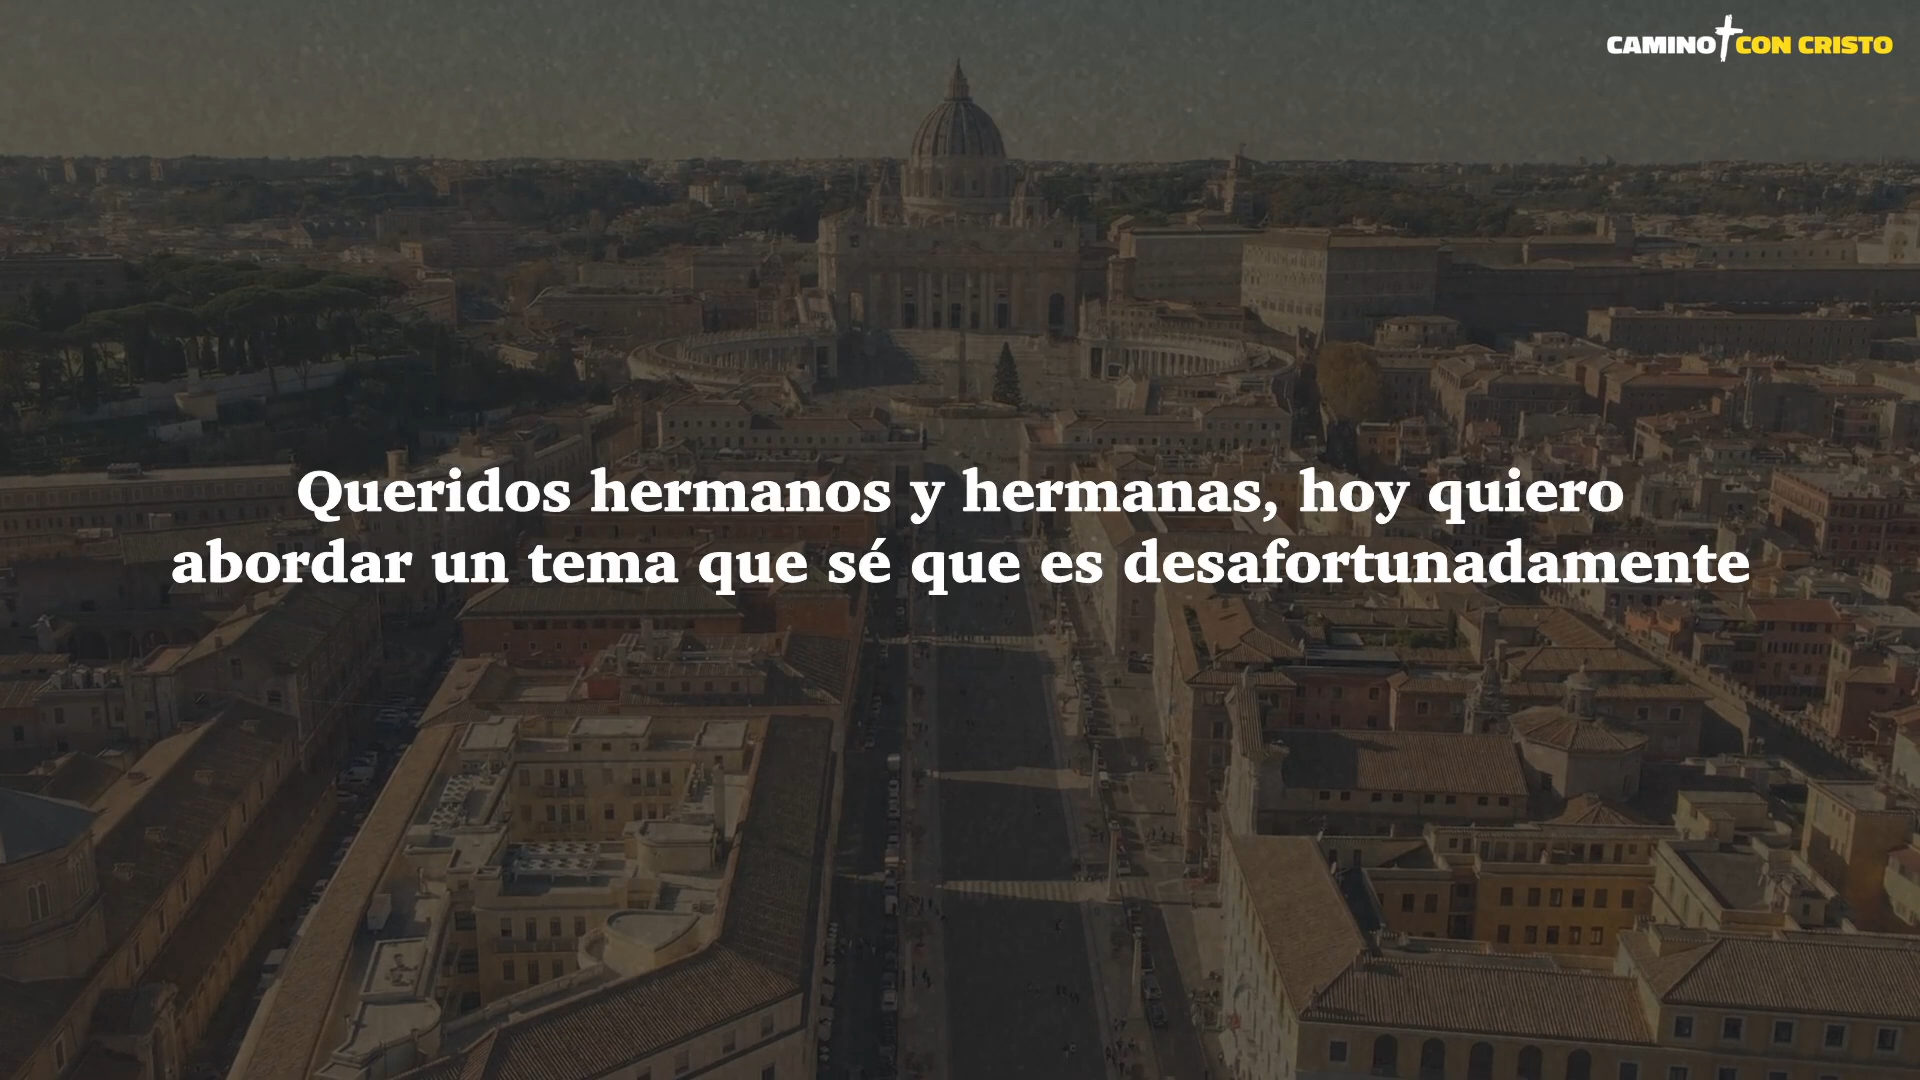 CAMINO CON CRISTO
Queridos hermanos y hermanas, hoy quiero
abordar un tema que sé que es desafortunadamente